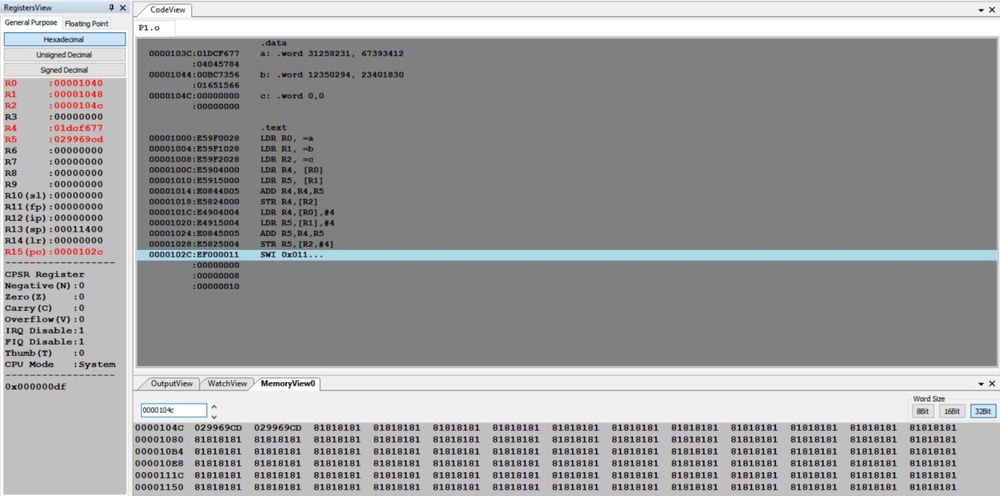 RegistersView
General Purpose Floating Point
Hexadecimal
Unsigned Decimal
Signed Decimal
R0 :00001040
R1 :00001048
R2 :0000104c
R3 :00000000
R4 :01dcf677
R5 :029969cd
R6 :00000000
R7 :00000000
R8 :00000000
R9 :00000000
R10(sl):00000000
R11(fp):00000000
R12(ip):00000000
R13(sp):00011400
R14(lr):00000000
R15(pc):0000102c
--------------------
CPSR Register
Negative(N):0
Zero(Z) :0
Carry(C) :0
Overflow(V):0
IRQ Disable:1
FIQ Disable:1
Thumb(T) :0
CPU Mode :System
--------------------
0x000000df
CodeView
P1.o
.data
0000103C:01DCF677 a: .word 31258231, 67393412
:04045784
00001044:00BC7356 b: .word 12350294, 23401830
:01651566
0000104C:00000000 c: .word 0,0
:00000000
.text
00001000:E59F0028 LDR R0, =a
00001004:E59F1028 LDR R1, =b
00001008:E59F2028 LDR R2, =c
0000100C:E5904000 LDR R4, [R0]
00001010:E5915000 LDR R5, [R1]
00001014:E0844005 ADD R4,R4,R5
00001018:E5824000 STR R4,[R2]
0000101C:E4904004 LDR R4,[R0],#4
00001020:E4915004 LDR R5,[R1],#4
00001024:E0845005 ADD R5,R4,R5
00001028:E5825004 STR R5,[R2,#4]
0000102C:EF000011 SWI 0x011...
:00000000
:00000008
:00000010
OutputView WatchView MemoryView0
0000104c
Word Size
8Bit 16Bit 32Bit
0000104C 029969CD 029969CD 81818181 81818181 81818181 81818181 81818181 81818181 81818181 81818181 81818181 81818181 81818181
00001080 81818181 81818181 81818181 81818181 81818181 81818181 81818181 81818181 81818181 81818181 81818181 81818181 81818181
000010B4 81818181 81818181 81818181 81818181 81818181 81818181 81818181 81818181 81818181 81818181 81818181 81818181 81818181
000010E8 81818181 81818181 81818181 81818181 81818181 81818181 81818181 81818181 81818181 81818181 81818181 81818181 81818181
0000111C 81818181 81818181 81818181 81818181 81818181 81818181 81818181 81818181 81818181 81818181 81818181 81818181 81818181
00001150 81818181 81818181 81818181 81818181 81818181 81818181 81818181 81818181 81818181 81818181 81818181 81818181 81818181